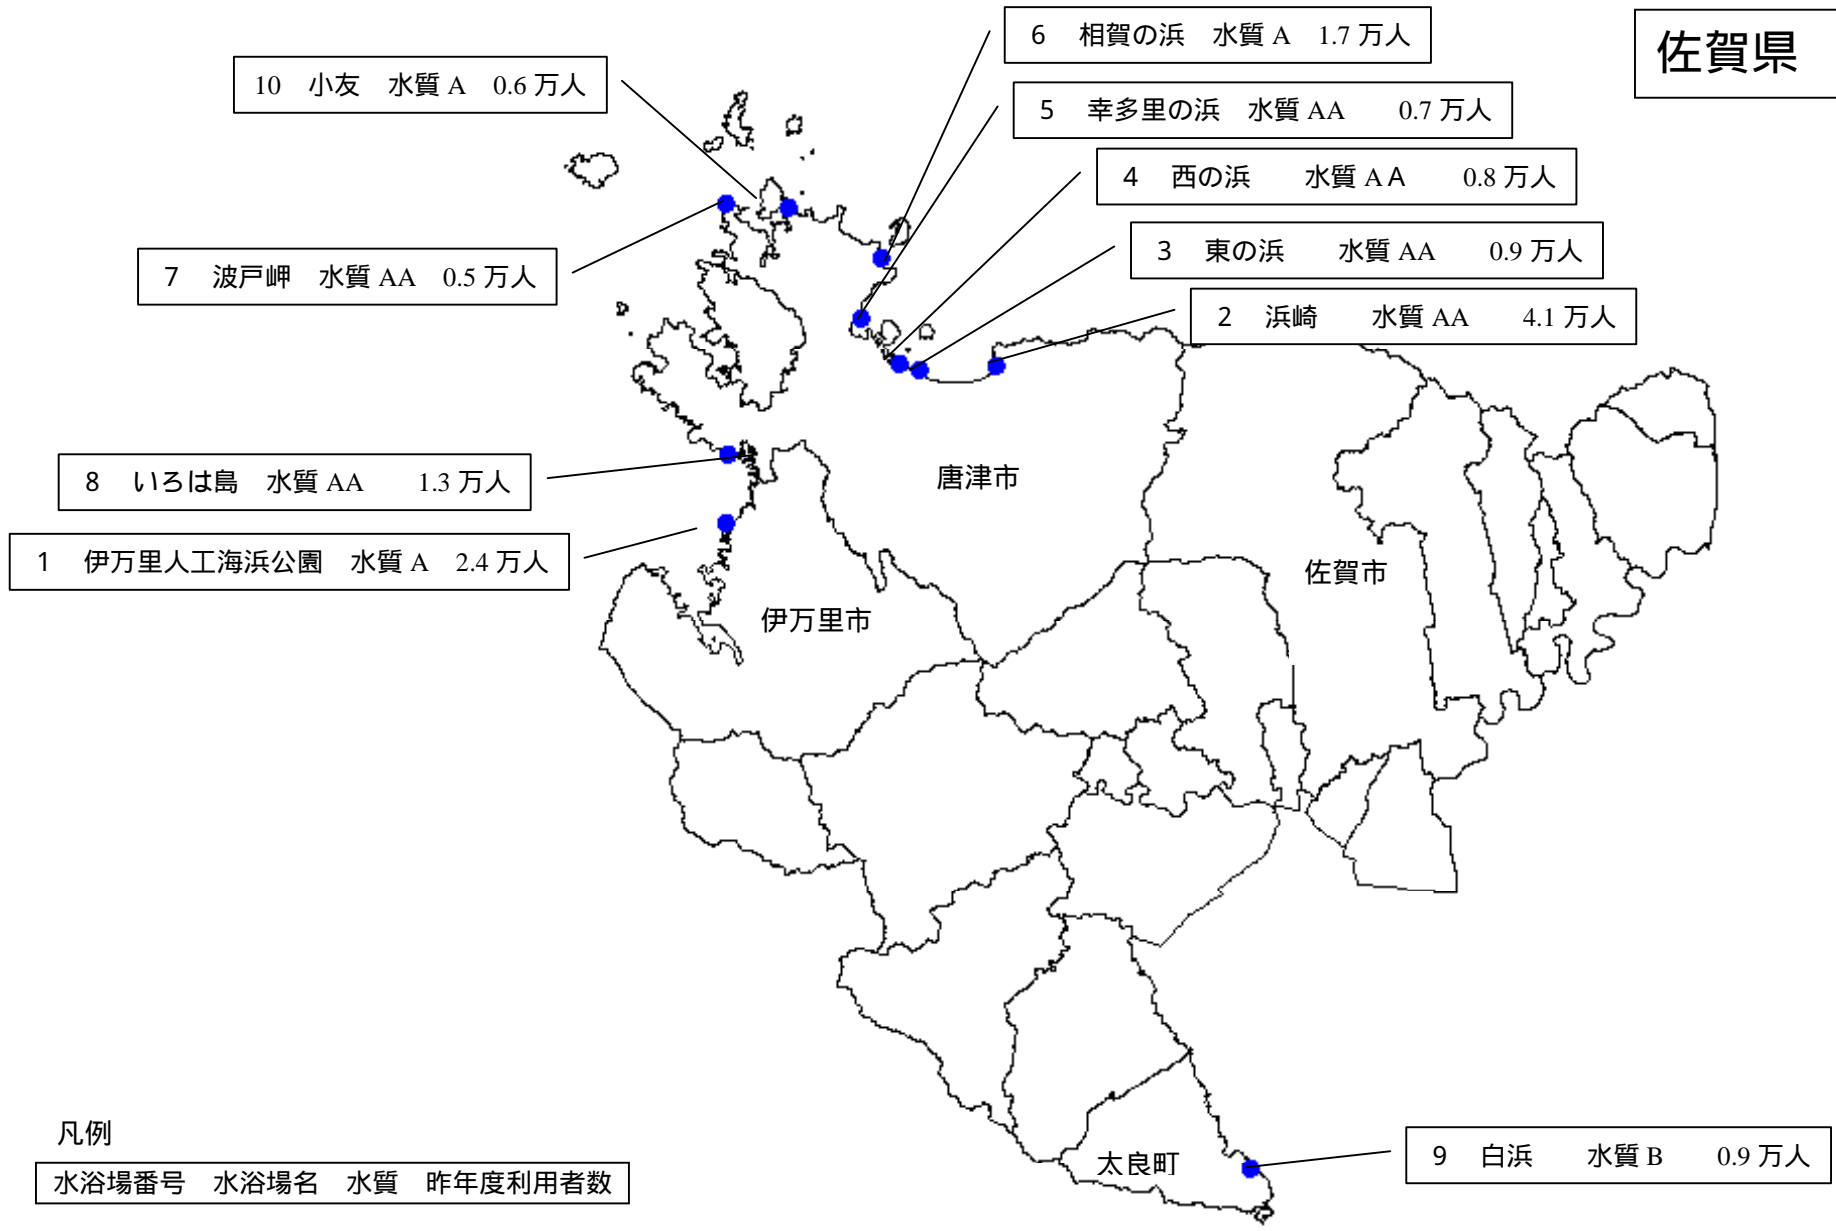 佐賀県
6 相賀の浜 水質 A 1.7 万人
10 小友 水質 A 0.6 万人
5 幸多里の浜 水質 AA 0.7 万人
4 西の浜 水質 AＡ 0.8 万人
3 東の浜 水質 AA 0.9 万人
7 波戸岬 水質 AA 0.5 万人
2 浜崎 水質 AA 4.1 万人
8 いろは島 水質 AA 1.3 万人
唐津市
1 伊万里人工海浜公園 水質 A 2.4 万人
佐賀市
伊万里市
太良町
9 白浜 水質 B 0.9 万人
凡例
水浴場番号 水浴場名 水質 昨年度利用者数